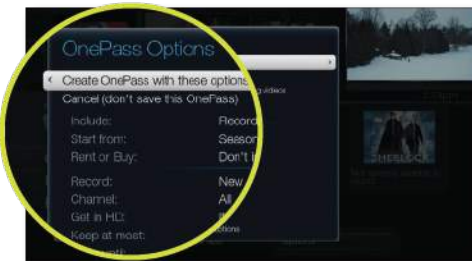 OnePass Options
Create OnePass with these options
Cancel (don't save this OnePass)
Include: Record
Start from: Season
Rent or Buy: Don't i
Record: New
Channel: All
Get in HD:
Keep at most:
SHERLOCK